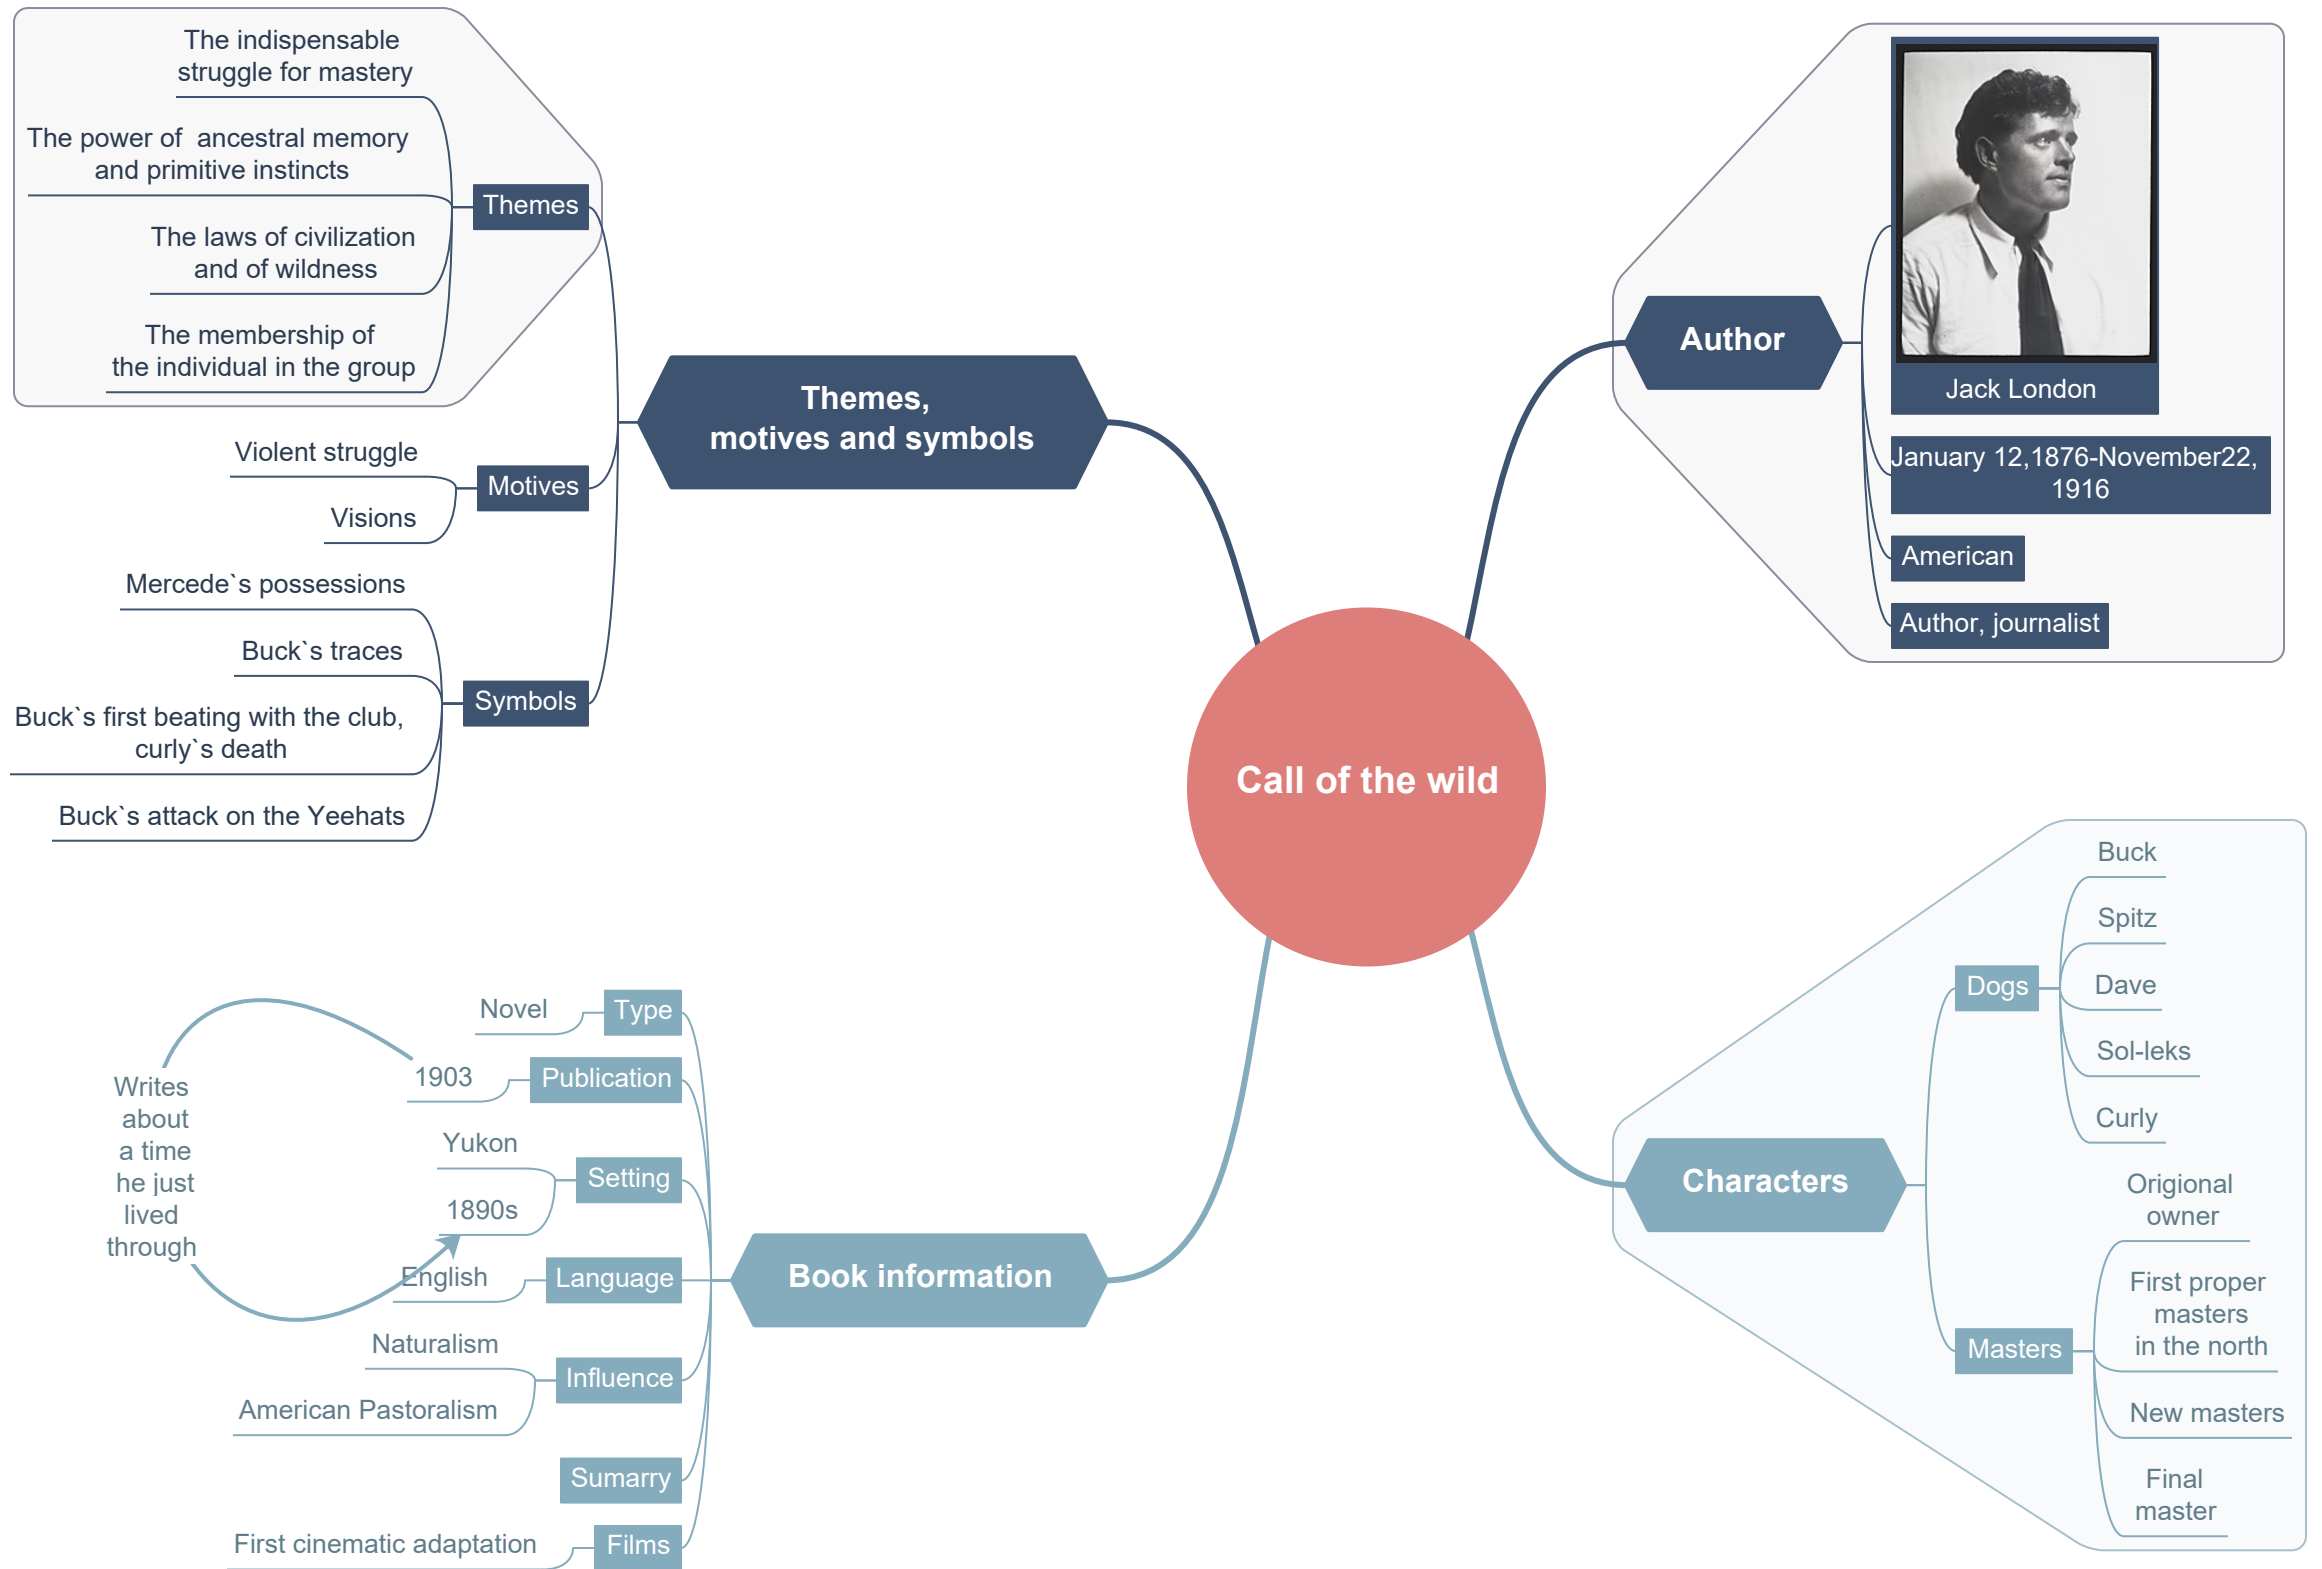 The indispensable
struggle for mastery
The power of  ancestral memory
and primitive instincts
The laws of civilization
and of wildness
The membership of
the individual in the group
Themes
Violent struggle
Visions
Motives
Mercede`s possessions
Buck`s traces
Buck`s first beating with the club,
curly`s death
Buck`s attack on the Yeehats
Symbols
Themes,
motives and symbols
Author
Jack London
January 12,1876-November22,
1916
American
Author, journalist
Call of the wild
Novel
Type
1903
Publication
Writes
about
a time
he just
lived
through
Yukon
1890s
Setting
English
Language
Naturalism
American Pastoralism
Influence
Sumarry
First cinematic adaptation
Films
Book information
Characters
Dogs
Buck
Spitz
Dave
Sol-leks
Curly
Masters
Origional
owner
First proper
masters
in the north
New masters
Final
master